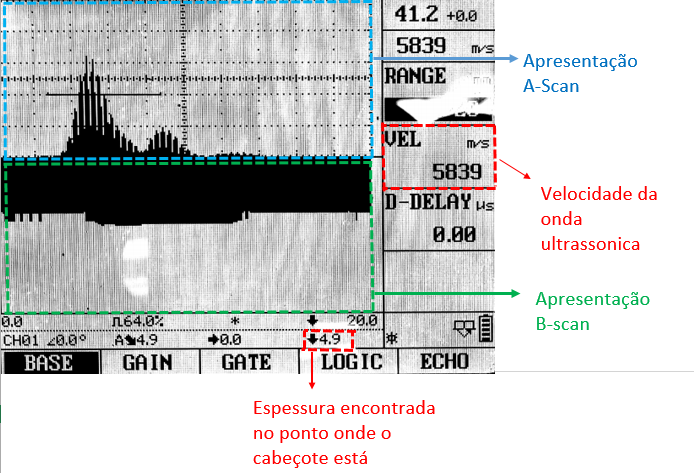 41.2 +0.0
5839 m/s
RANGE
VEL m/s
5839
D-DELAY µs
0.00
Apresentação
A-Scan
Velocidade da
onda
ultrassonica
Apresentação
B-scan
0.0 64.0% * 20.0
CH01 ∠0.0° A↘4.9 →0.0 ↓4.9
BASE GAIN GATE LOGIC ECHO
Espessura encontrada
no ponto onde o
cabeçote está